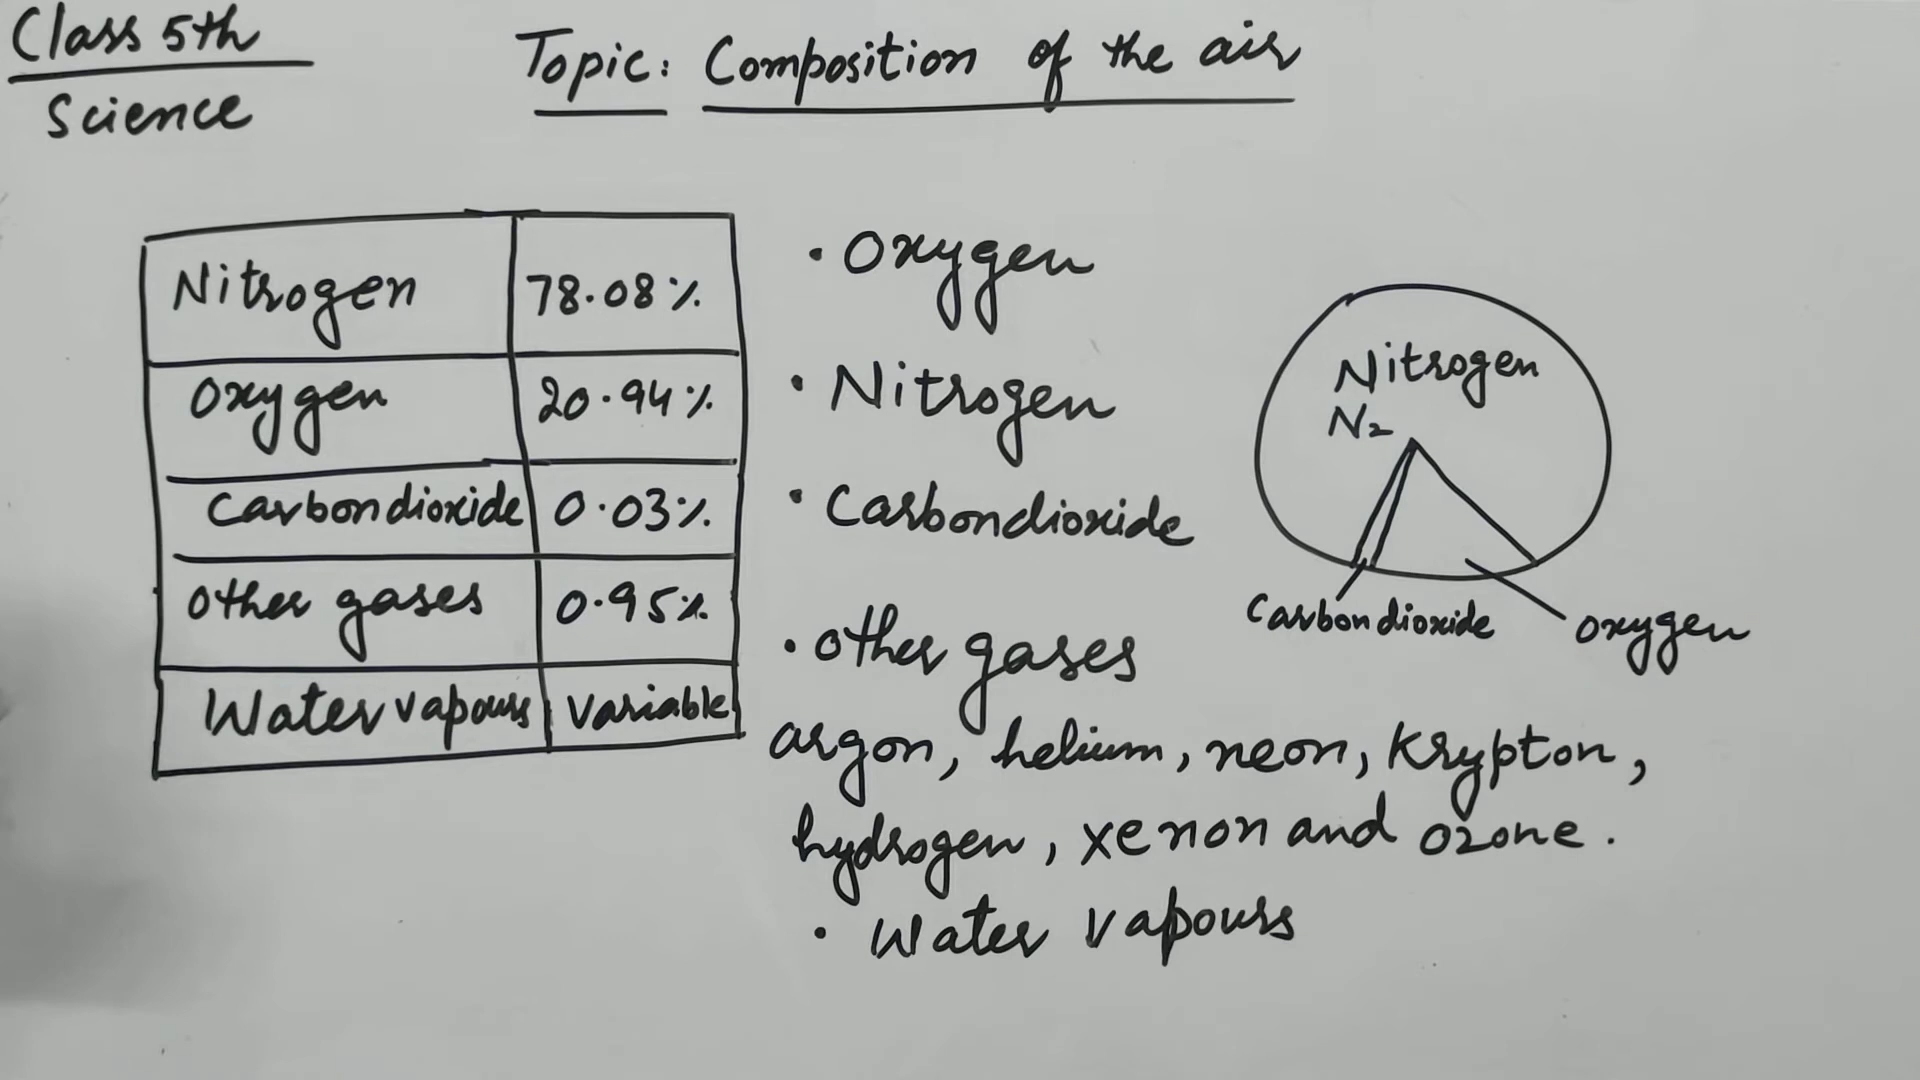 Class 5th
Science
Topic: Composition of the air
Nitrogen 78.08%
Oxygen 20.94%
Carbondioxide 0.03%
other gases 0.95%
Water vapours variable
• Oxygen
• Nitrogen
• Carbondioxide
• other gases
argon, helium, neon, Krypton,
hydrogen, xenon and ozone.
• Water vapours
Nitrogen
N2
Carbondioxide
oxygen